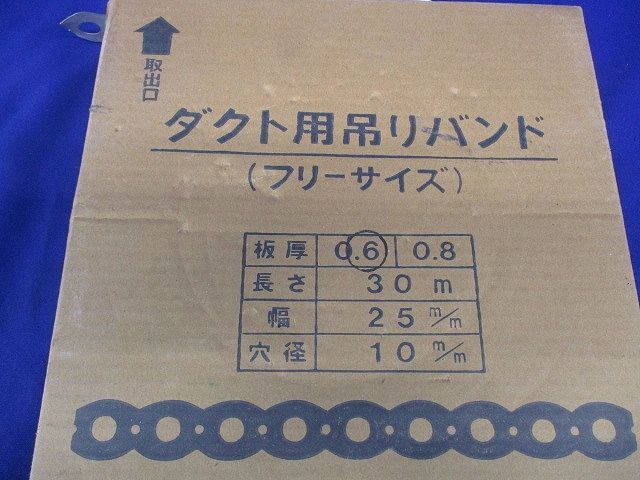 取出口
ダクト用吊りバンド
(フリーサイズ)
板厚 0.6 0.8
長さ 30 m
幅 25 m/m
穴径 10 m/m